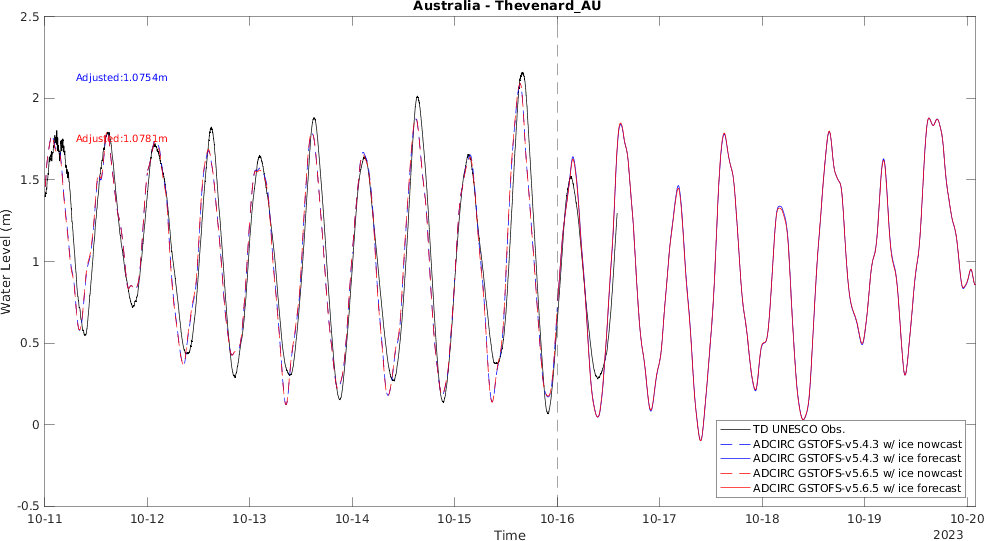 Australia - Thevenard_AU
2.5
2
1.5
1
0.5
0
-0.5
Water Level (m)
Adjusted:1.0754m
Adjusted:1.0781m
TD UNESCO Obs.
ADCIRC GSTOFS-v5.4.3 w/ ice nowcast
ADCIRC GSTOFS-v5.4.3 w/ ice forecast
ADCIRC GSTOFS-v5.6.5 w/ ice nowcast
ADCIRC GSTOFS-v5.6.5 w/ ice forecast
10-11 10-12 10-13 10-14 10-15 10-16 10-17 10-18 10-19 10-20
2023
Time